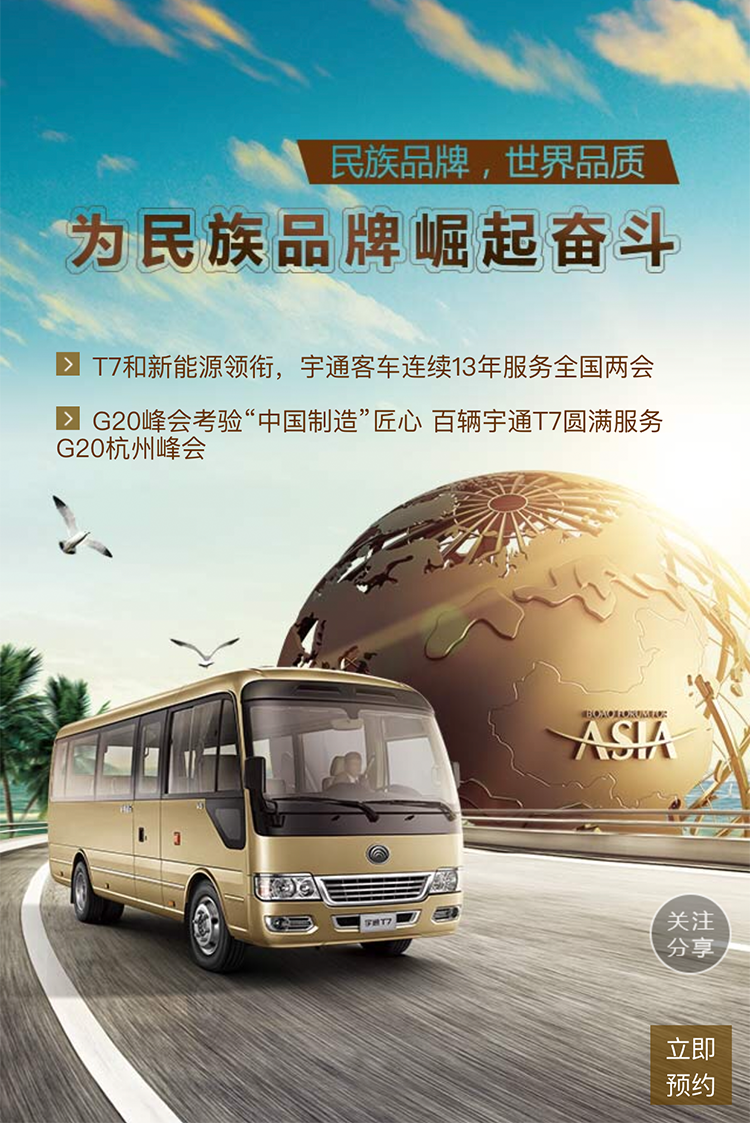 民族品牌，世界品质
为民族品牌崛起奋斗
T7和新能源领衔，宇通客车连续13年服务全国两会
G20峰会考验“中国制造”匠心 百辆宇通T7圆满服务
G20杭州峰会
BOAO FORUM FOR
ASIA
宇通T7
关注
分享
立即
预约